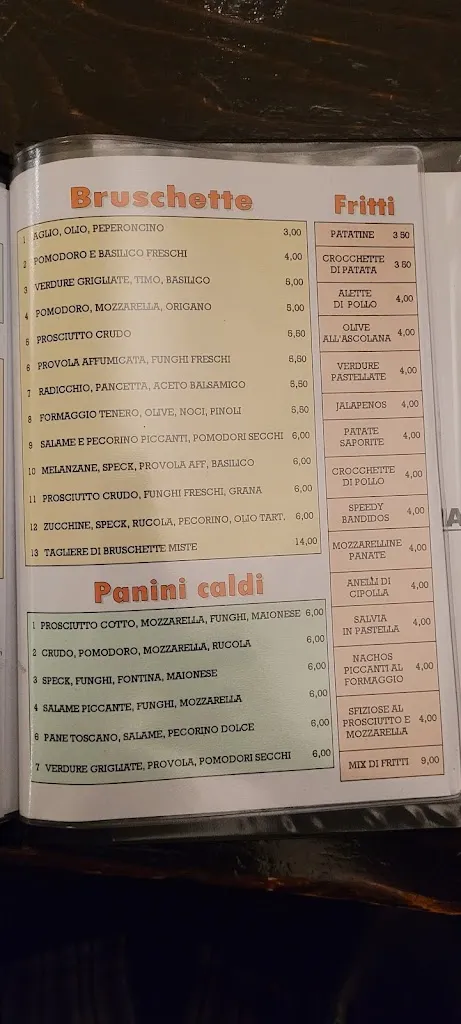 Bruschette
1 AGLIO, OLIO, PEPERONCINO 3,00
2 POMODORO E BASILICO FRESCHI 4,00
3 VERDURE GRIGLIATE, TIMO, BASILICO 5,00
4 POMODORO, MOZZARELLA, ORIGANO 5,00
5 PROSCIUTTO CRUDO 5,50
6 PROVOLA AFFUMICATA, FUNGHI FRESCHI 5,50
7 RADICCHIO, PANCETTA, ACETO BALSAMICO 5,50
8 FORMAGGIO TENERO, OLIVE, NOCI, PINOLI 5,50
9 SALAME E PECORINO PICCANTI, POMODORI SECCHI 6,00
10 MELANZANE, SPECK, PROVOLA AFF, BASILICO 6,00
11 PROSCIUTTO CRUDO, FUNGHI FRESCHI, GRANA 6,00
12 ZUCCHINE, SPECK, RUCOLA, PECORINO, OLIO TART. 6,00
13 TAGLIERE DI BRUSCHETTE MISTE 14,00
Panini caldi
1 PROSCIUTTO COTTO, MOZZARELLA, FUNGHI, MAIONESE 6,00
2 CRUDO, POMODORO, MOZZARELLA, RUCOLA 6,00
3 SPECK, FUNGHI, FONTINA, MAIONESE 6,00
4 SALAME PICCANTE, FUNGHI, MOZZARELLA 6,00
6 PANE TOSCANO, SALAME, PECORINO DOLCE 6,00
7 VERDURE GRIGLIATE, PROVOLA, POMODORI SECCHI 6,00
Fritti
PATATINE 3 50
CROCCHETTE
DI PATATA 3 50
ALETTE
DI POLLO 4,00
OLIVE
ALL'ASCOLANA 4,00
VERDURE
PASTELLATE 4,00
JALAPENOS 4,00
PATATE
SAPORITE 4,00
CROCCHETTE
DI POLLO 4,00
SPEEDY
BANDIDOS 4,00
MOZZARELLINE
PANATE 4,00
ANELLI DI
CIPOLLA 4,00
SALVIA
IN PASTELLA 4,00
NACHOS
PICCANTI AL
FORMAGGIO 4,00
SFIZIOSE AL
PROSCIUTTO E
MOZZARELLA 4,00
MIX DI FRITTI 9,00